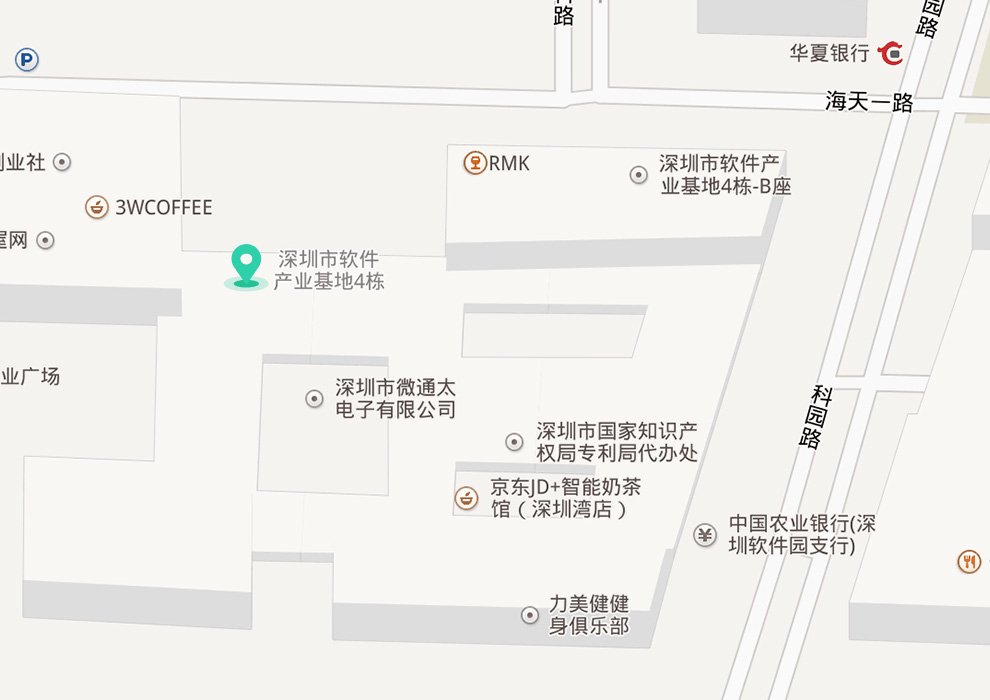 路
园路
P
华夏银行
海天一路
业社
RMK
深圳市软件产
业基地4栋-B座
3WCOFFEE
网
深圳市软件
产业基地4栋
业广场
深圳市微通太
电子有限公司
科园路
深圳市国家知识产
权局专利局代办处
京东JD+智能奶茶
馆（深圳湾店）
¥
中国农业银行(深
圳软件园支行)
力美健健
身俱乐部